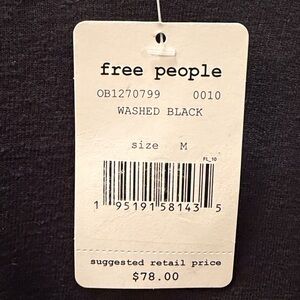 free people
OB1270799 0010
WASHED BLACK
size M
FL_10
1 95191 58143 5
suggested retail price
$78.00